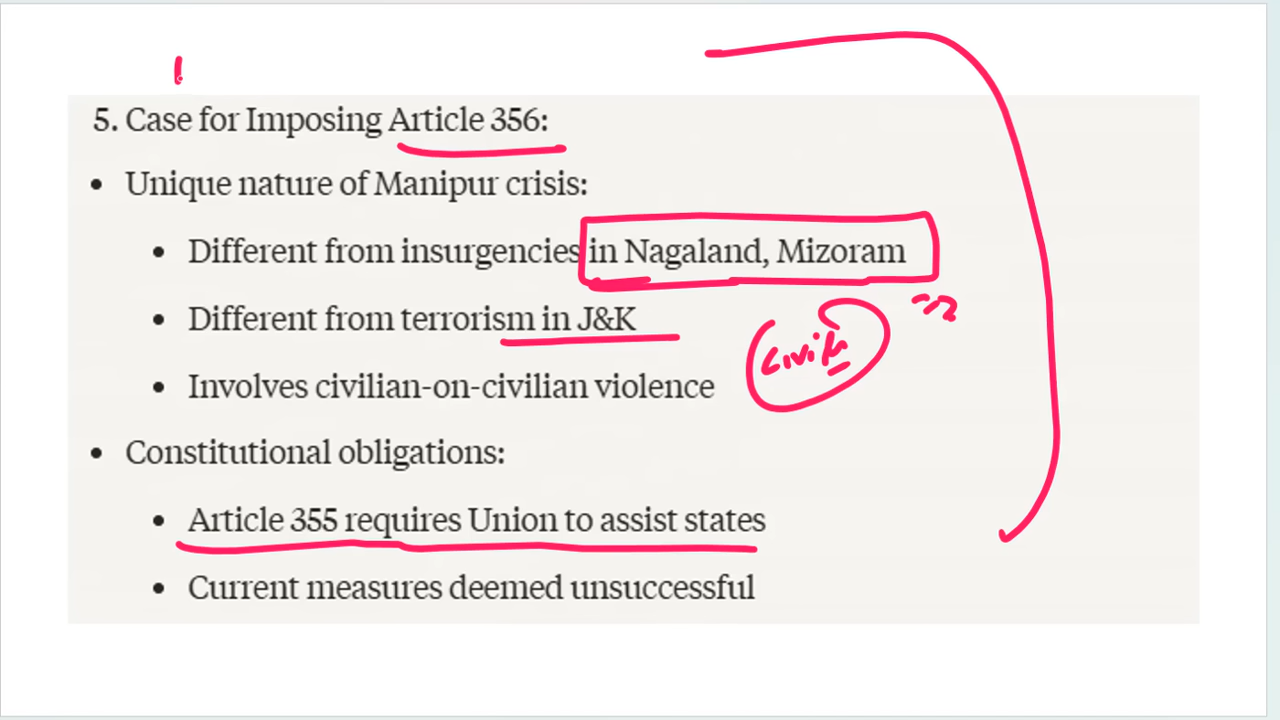 5. Case for Imposing Article 356:
• Unique nature of Manipur crisis:
• Different from insurgencies in Nagaland, Mizoram
• Different from terrorism in J&K
• Involves civilian-on-civilian violence
• Constitutional obligations:
• Article 355 requires Union to assist states
• Current measures deemed unsuccessful